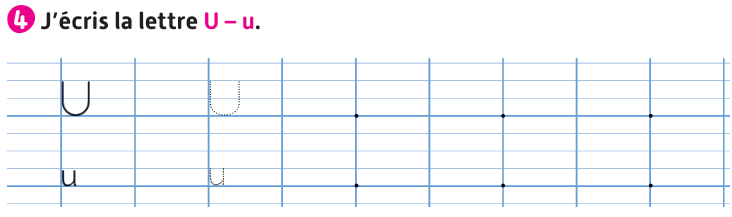 4 J'écris la lettre U – u.
U U
u u